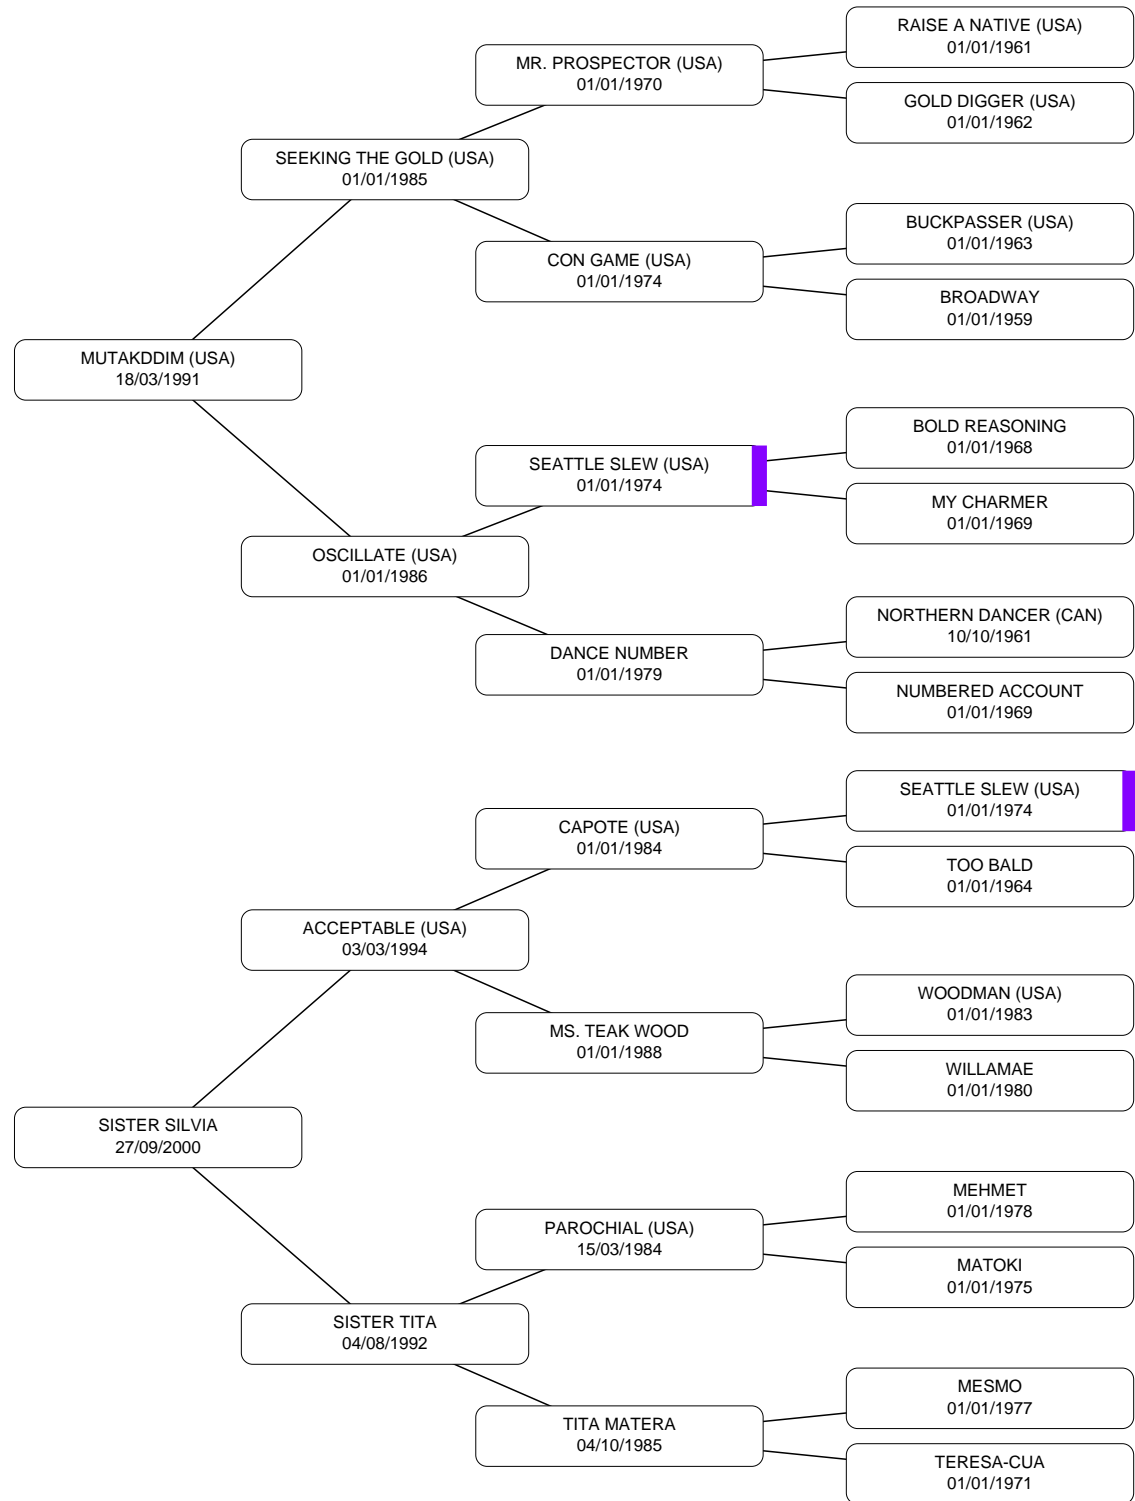 RAISE A NATIVE (USA)
01/01/1961
MR. PROSPECTOR (USA)
01/01/1970
GOLD DIGGER (USA)
01/01/1962
SEEKING THE GOLD (USA)
01/01/1985
BUCKPASSER (USA)
01/01/1963
CON GAME (USA)
01/01/1974
BROADWAY
01/01/1959
MUTAKDDIM (USA)
18/03/1991
BOLD REASONING
01/01/1968
SEATTLE SLEW (USA)
01/01/1974
MY CHARMER
01/01/1969
OSCILLATE (USA)
01/01/1986
NORTHERN DANCER (CAN)
10/10/1961
DANCE NUMBER
01/01/1979
NUMBERED ACCOUNT
01/01/1969
SEATTLE SLEW (USA)
01/01/1974
CAPOTE (USA)
01/01/1984
TOO BALD
01/01/1964
ACCEPTABLE (USA)
03/03/1994
WOODMAN (USA)
01/01/1983
MS. TEAK WOOD
01/01/1988
WILLAMAE
01/01/1980
SISTER SILVIA
27/09/2000
MEHMET
01/01/1978
PAROCHIAL (USA)
15/03/1984
MATOKI
01/01/1975
SISTER TITA
04/08/1992
MESMO
01/01/1977
TITA MATERA
04/10/1985
TERESA-CUA
01/01/1971